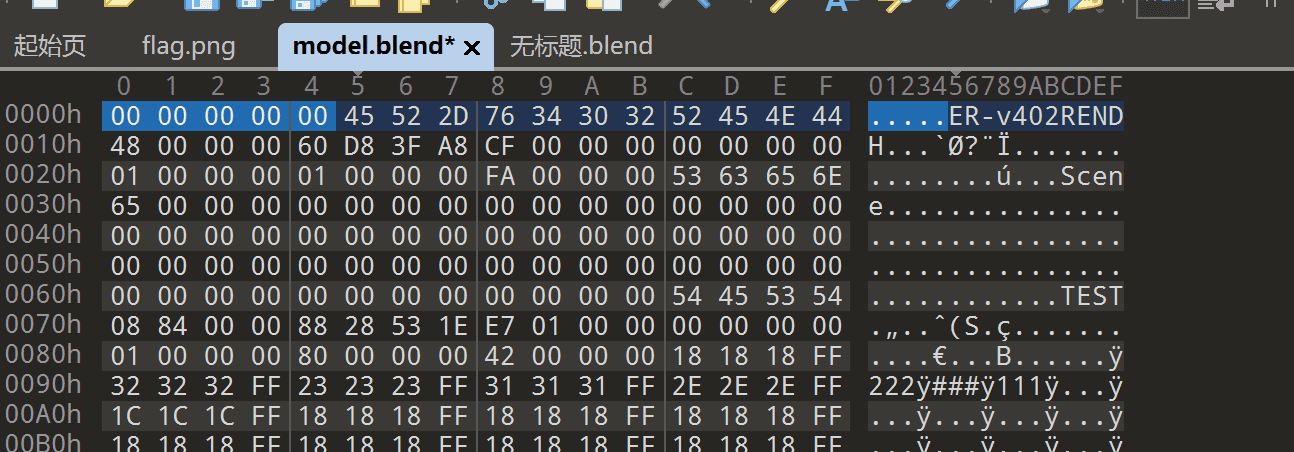 起始页 flag.png model.blend* 无标题.blend
0 1 2 3 4 5 6 7 8 9 A B C D E F 0123456789ABCDEF
0000h 00 00 00 00 00 45 52 2D 76 34 30 32 52 45 4E 44 .....ER-v402REND
0010h 48 00 00 00 60 D8 3F A8 CF 00 00 00 00 00 00 00 H...`Ø?¨Ï.......
0020h 01 00 00 00 01 00 00 00 FA 00 00 00 53 63 65 6E ........ú...Scen
0030h 65 00 00 00 00 00 00 00 00 00 00 00 00 00 00 00 e...............
0040h 00 00 00 00 00 00 00 00 00 00 00 00 00 00 00 00 ................
0050h 00 00 00 00 00 00 00 00 00 00 00 00 00 00 00 00 ................
0060h 00 00 00 00 00 00 00 00 00 00 00 00 54 45 53 54 ............TEST
0070h 08 84 00 00 88 28 53 1E E7 01 00 00 00 00 00 00 .„..ˆ(S.ç.......
0080h 01 00 00 00 80 00 00 00 42 00 00 00 18 18 18 FF ....€...B......ÿ
0090h 32 32 32 FF 23 23 23 FF 31 31 31 FF 2E 2E 2E FF 222ÿ###ÿ111ÿ...ÿ
00A0h 1C 1C 1C FF 18 18 18 FF 18 18 18 FF 18 18 18 FF ...ÿ...ÿ...ÿ...ÿ
00B0h 18 18 18 FF 18 18 18 FF 18 18 18 FF 18 18 18 FF ...ÿ...ÿ...ÿ...ÿ